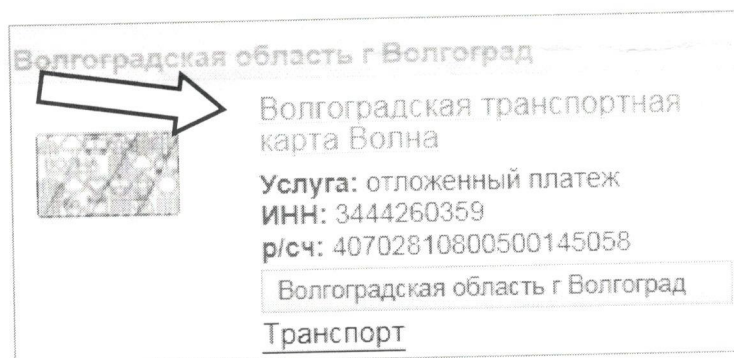 Волгоградская область г Волгоград
Волгоградская транспортная
карта Волна
Услуга: отложенный платеж
ИНН: 3444260359
р/сч: 40702810800500145058
Волгоградская область г Волгоград
Транспорт